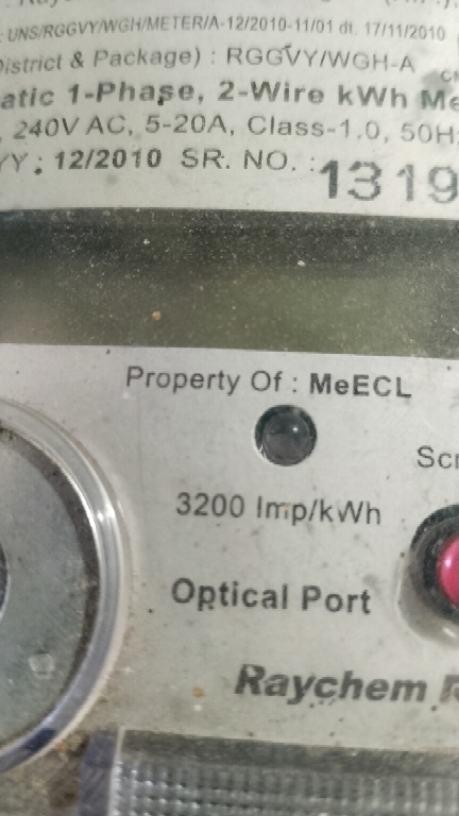 UNS/RGGVY/WGH/METER/A-12/2010-11/01 dt. 17/11/2010
District & Package) : RGGVY/WGH-A
atic 1-Phase, 2-Wire kWh Me
240V AC, 5-20A, Class-1.0, 50H
YY : 12/2010 SR. NO. :
1319
Property Of : MeECL
Scr
3200 Imp/kWh
Optical Port
Raychem R